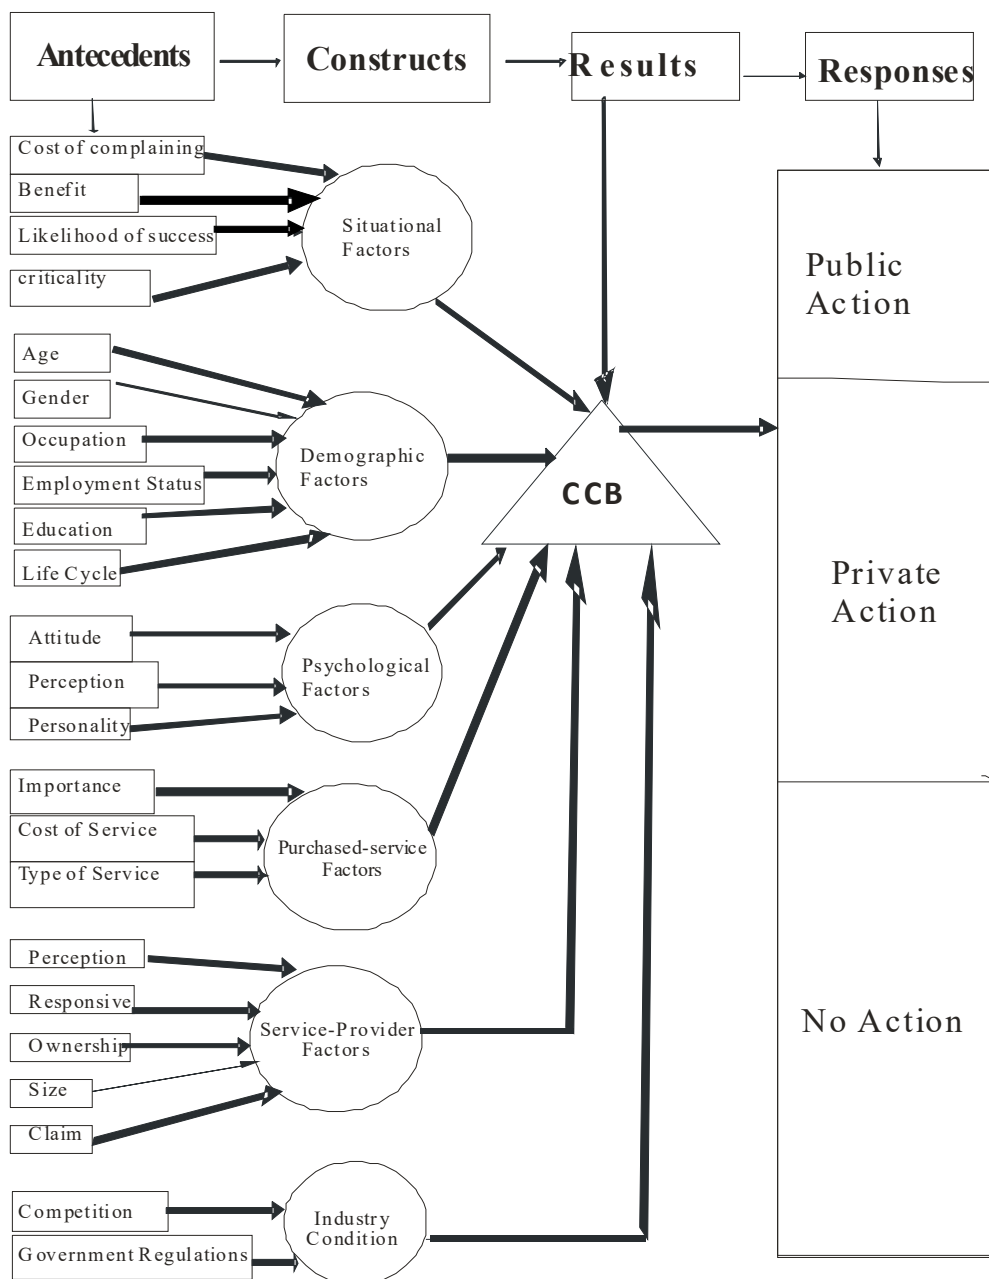 Antecedents
Constructs
Results
Responses
Cost of complaining
Benefit
Likelihood of success
criticality
Situational
Factors
Age
Gender
Occupation
Employment Status
Education
Life Cycle
Demographic
Factors
Attitude
Perception
Personality
Psychological
Factors
Importance
Cost of Service
Type of Service
Purchased-service
Factors
Perception
Responsive
Ownership
Size
Claim
Service-Provider
Factors
Competition
Government Regulations
Industry
Condition
CCB
Public
Action
Private
Action
No Action